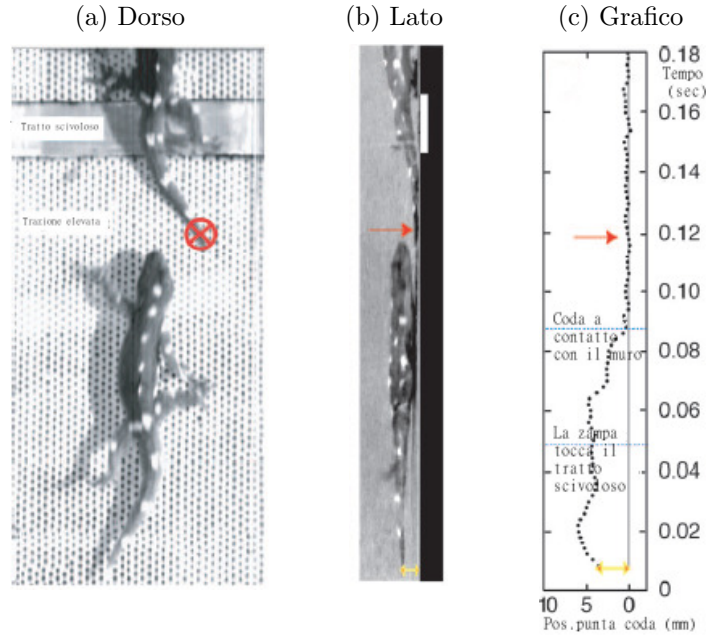 (a) Dorso
(b) Lato
(c) Grafico
Tratto scivoloso
Trazione elevata
0.18
Tempo
(sec)
0.16
0.14
0.12
0.10
Coda a
contatto
con il muro
0.08
0.06
La zampa
tocca il
tratto
scivoloso
0.04
0.02
0
10 5 0
Pos.punta coda (mm)